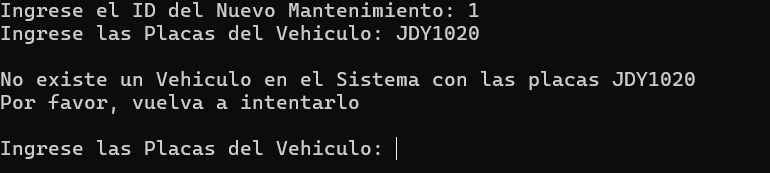 Ingrese el ID del Nuevo Mantenimiento: 1
Ingrese las Placas del Vehiculo: JDY1020
No existe un Vehiculo en el Sistema con las placas JDY1020
Por favor, vuelva a intentarlo
Ingrese las Placas del Vehiculo: